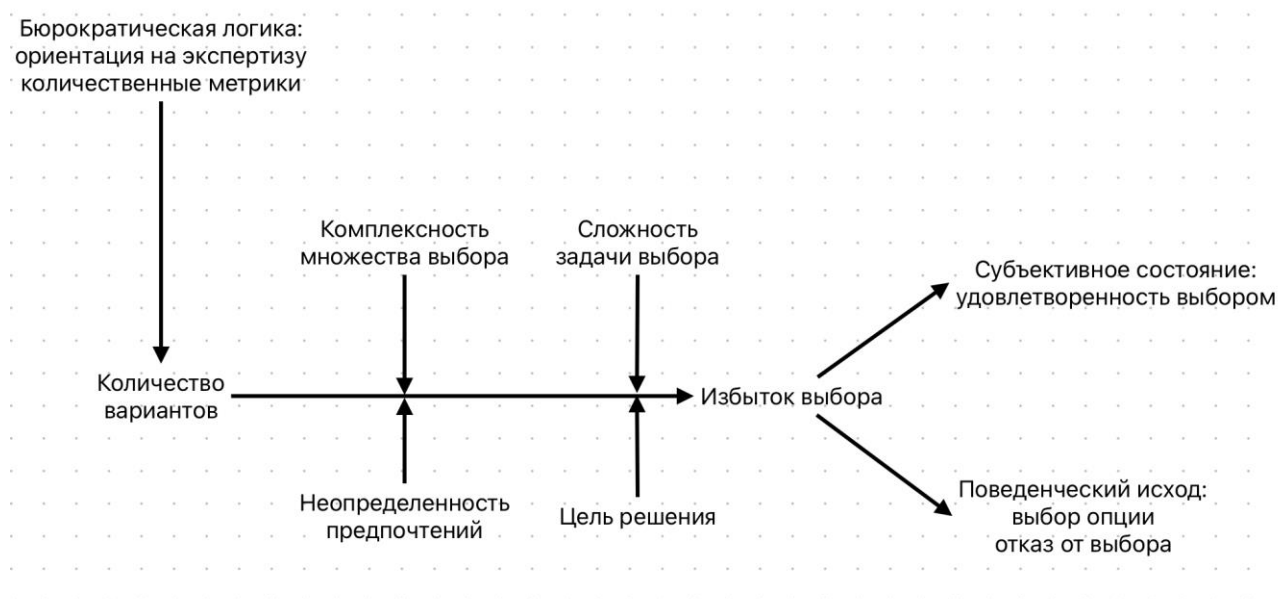 Бюрократическая логика:
ориентация на экспертизу
количественные метрики
Комплексность
множества выбора
Сложность
задачи выбора
Субъективное состояние:
удовлетворенность выбором
Количество
вариантов
Избыток выбора
Неопределенность
предпочтений
Цель решения
Поведенческий исход:
выбор опции
отказ от выбора